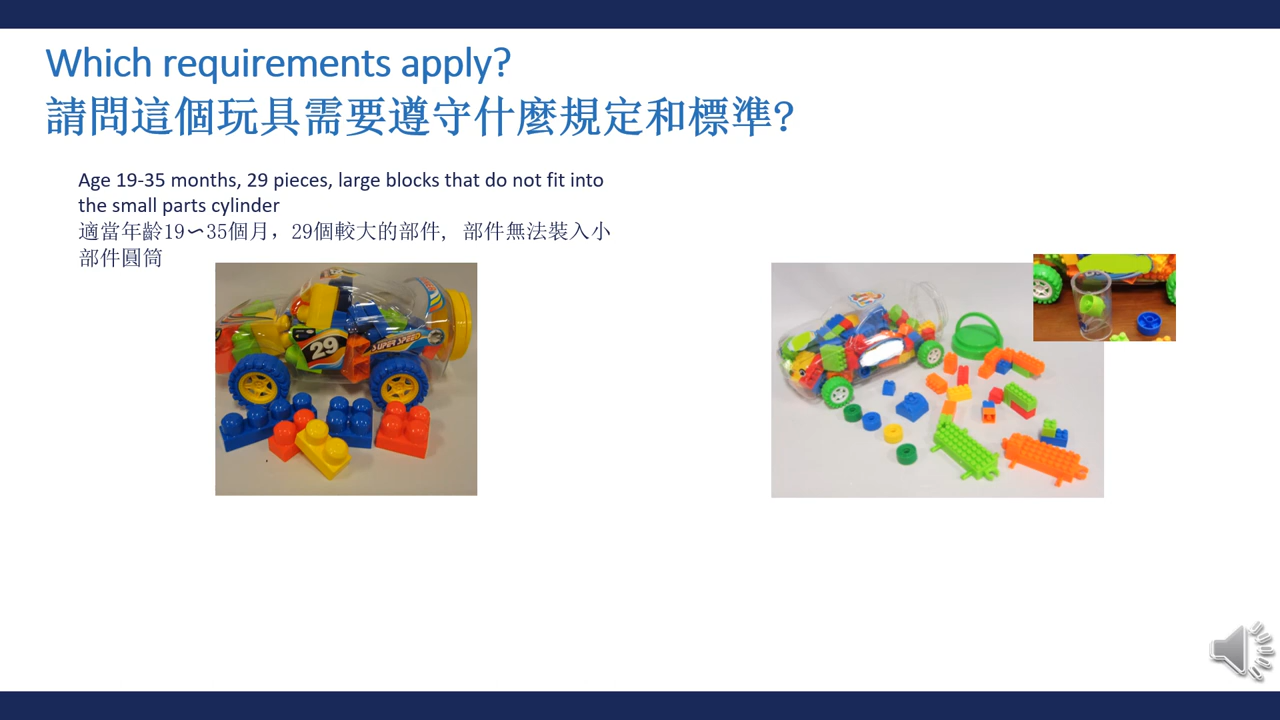 Which requirements apply?
請問這個玩具需要遵守什麼規定和標準?
Age 19-35 months, 29 pieces, large blocks that do not fit into
the small parts cylinder
適當年齡19～35個月，29個較大的部件, 部件無法裝入小
部件圓筒
29
SUPER SPEED